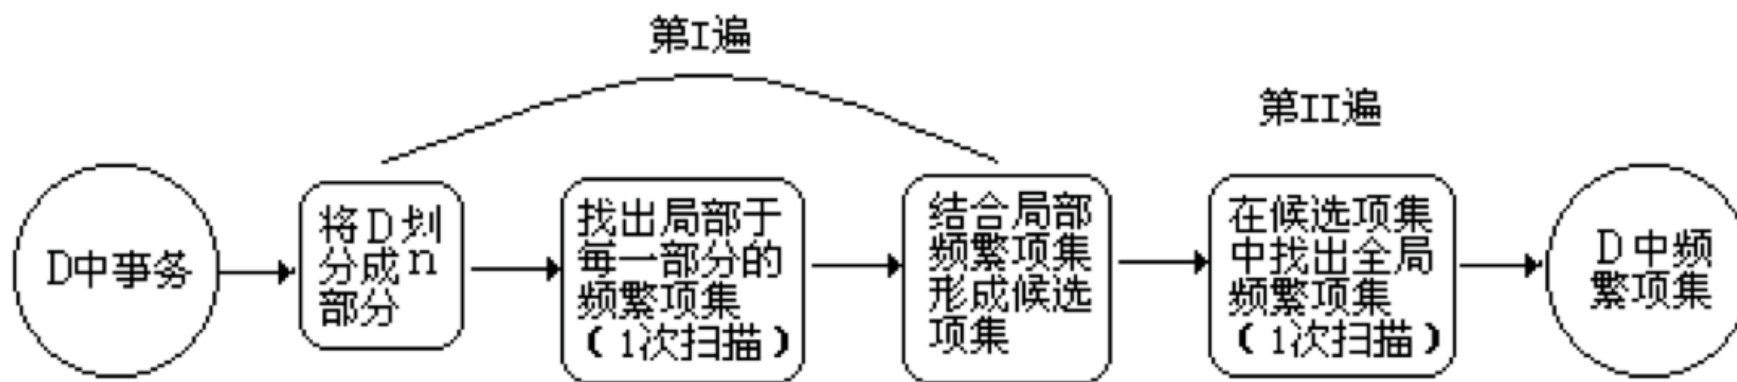 第I遍
第II遍
D中事务
将D划
分成n
部分
找出局部于
每一部分的
频繁项集
（1次扫描）
结合局部
频繁项集
形成候选
项集
在候选项集
中找出全局
频繁项集
（1次扫描）
D中频
繁项集